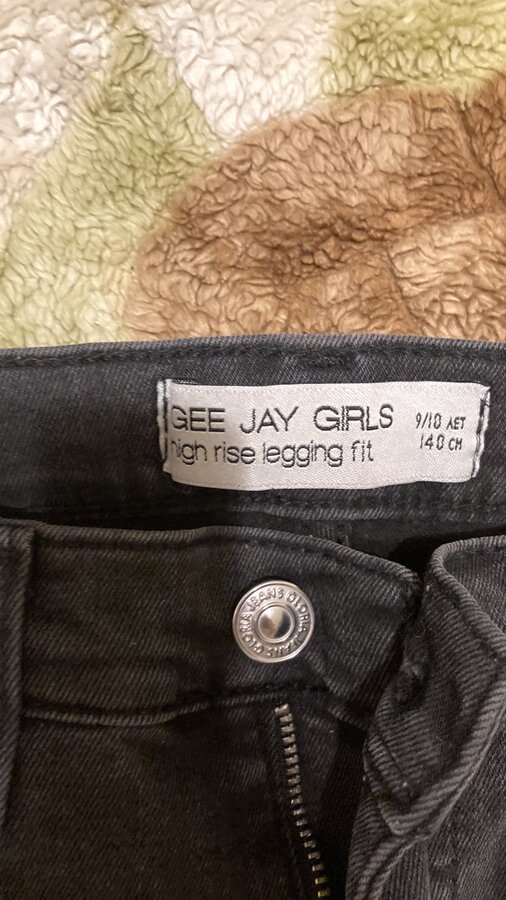 GEE JAY GIRLS 9/10 ЛЕТ
high rise legging fit 140 СМ
GLORIA JEANS GLORIA JEANS